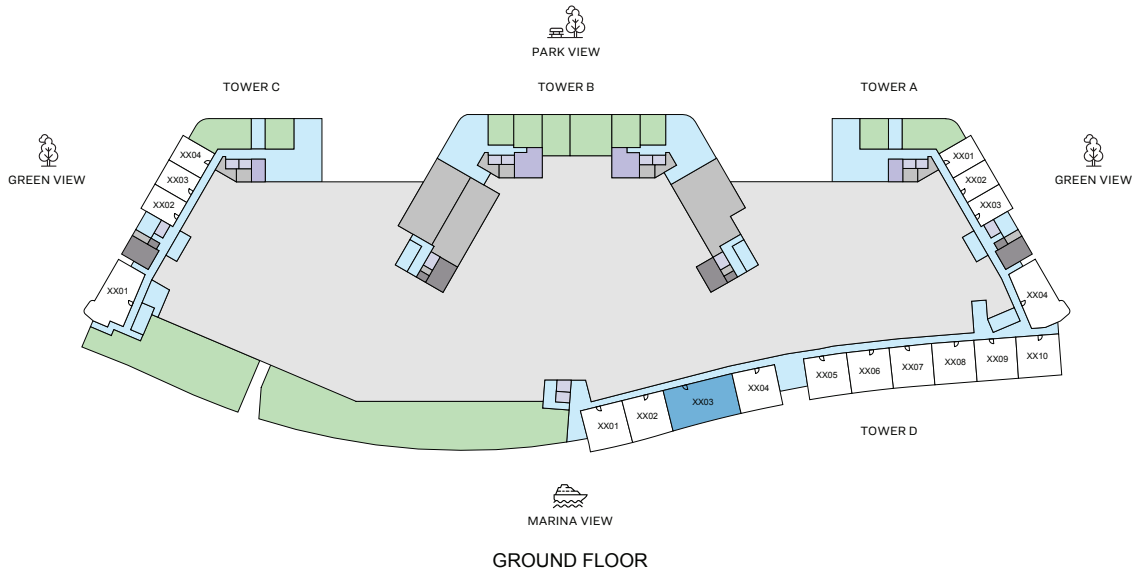 PARK VIEW
TOWER C
TOWER B
TOWER A
GREEN VIEW
GREEN VIEW
XX04
XX03
XX02
XX01
XX01
XX02
XX03
XX04
XX01
XX02
XX03
XX04
XX05
XX06
XX07
XX08
XX09
XX10
TOWER D
MARINA VIEW
GROUND FLOOR